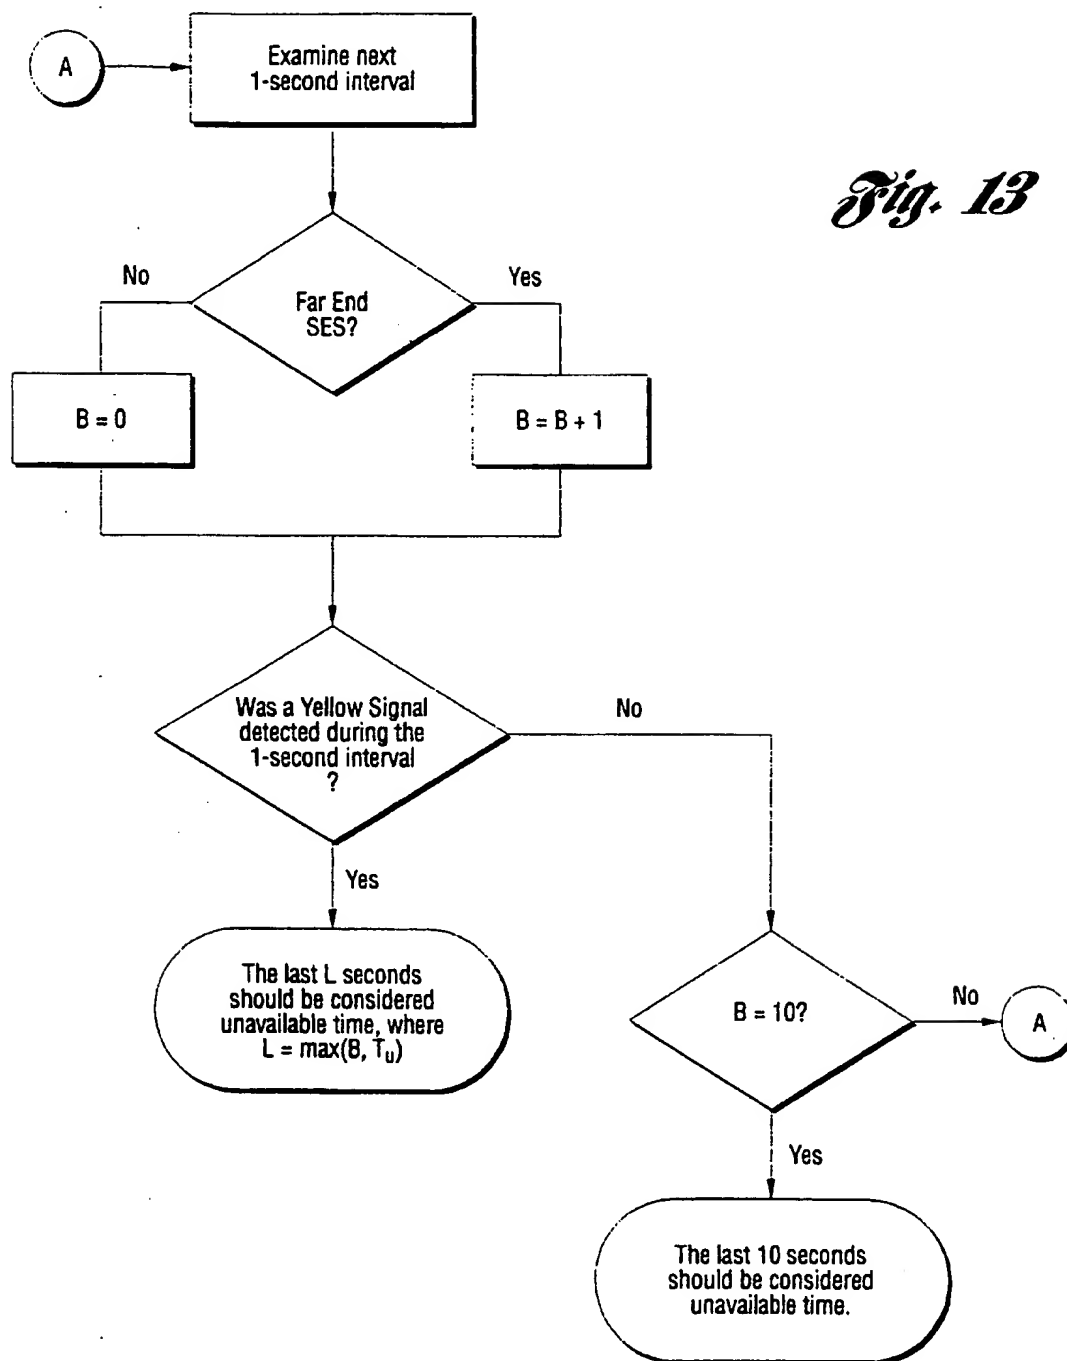 A
Examine next
1-second interval
Fig. 13
No
Yes
Far End
SES?
B = 0
B = B + 1
Was a Yellow Signal
detected during the
1-second interval
?
No
Yes
The last L seconds
should be considered
unavailable time, where
L = max(B, Tu)
B = 10?
No
A
Yes
The last 10 seconds
should be considered
unavailable time.